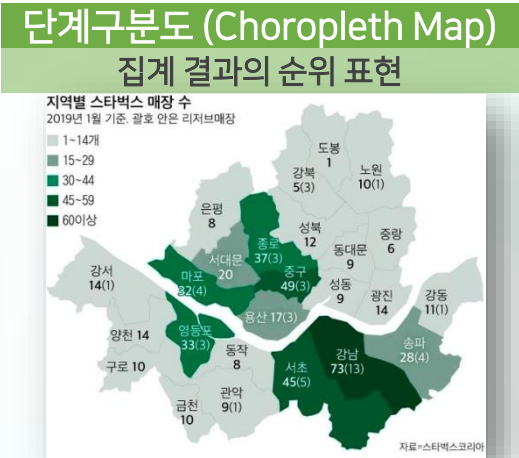 단계구분도 (Choropleth Map)
집계 결과의 순위 표현
지역별 스타벅스 매장 수
2019년 1월 기준. 괄호 안은 리저브매장
1~14개
15~29
30~44
45~59
60이상
도봉
1
강북
5(3)
노원
10(1)
은평
8
성북
12
중랑
6
종로
37(3)
동대문
9
서대문
20
강서
14(1)
마포
32(4)
중구
49(3)
성동
9
광진
14
강동
11(1)
용산 17(3)
양천 14
영등포
33(3)
동작
8
송파
28(4)
강남
73(13)
서초
45(5)
구로 10
관악
9(1)
금천
10
자료=스타벅스코리아